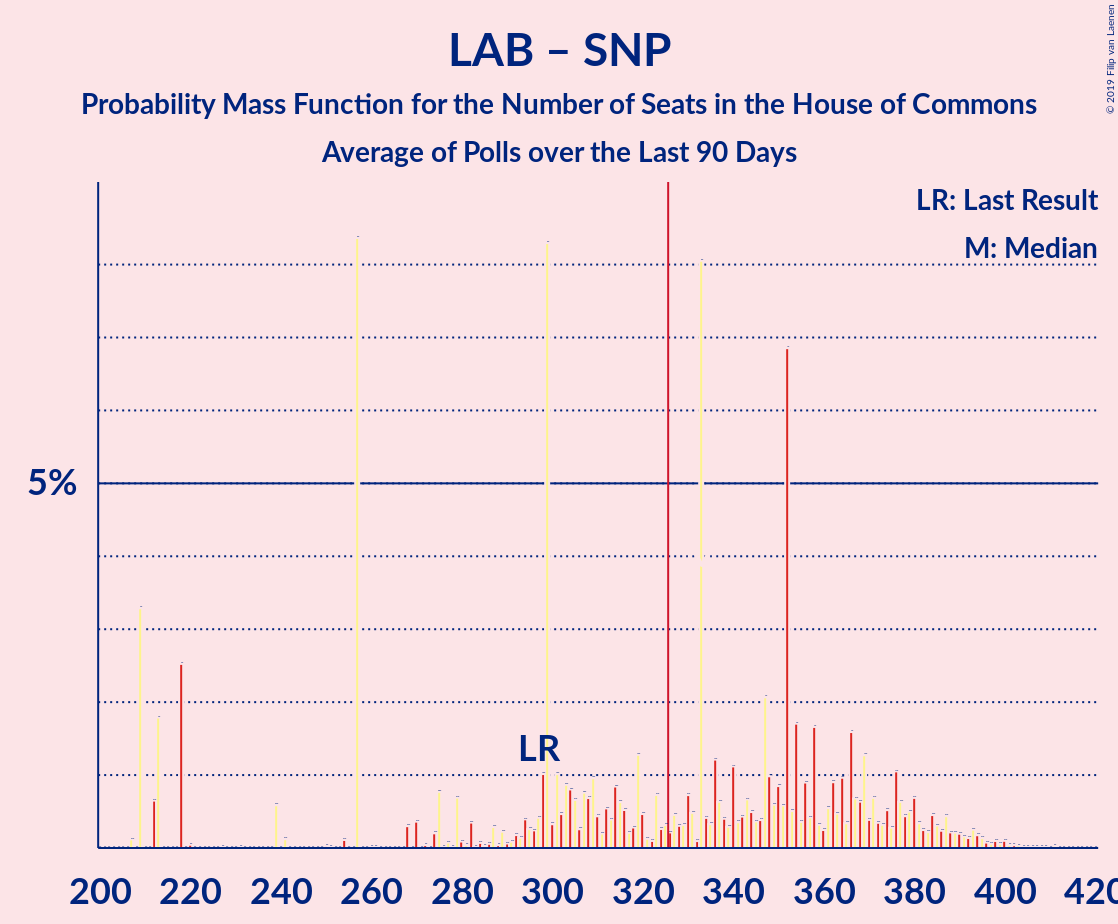 LAB – SNP
Probability Mass Function for the Number of Seats in the House of Commons
Average of Polls over the Last 90 Days
© 2019 Filip van Laenen
LR: Last Result
M: Median
5%
LR
200 220 240 260 280 300 320 340 360 380 400 420